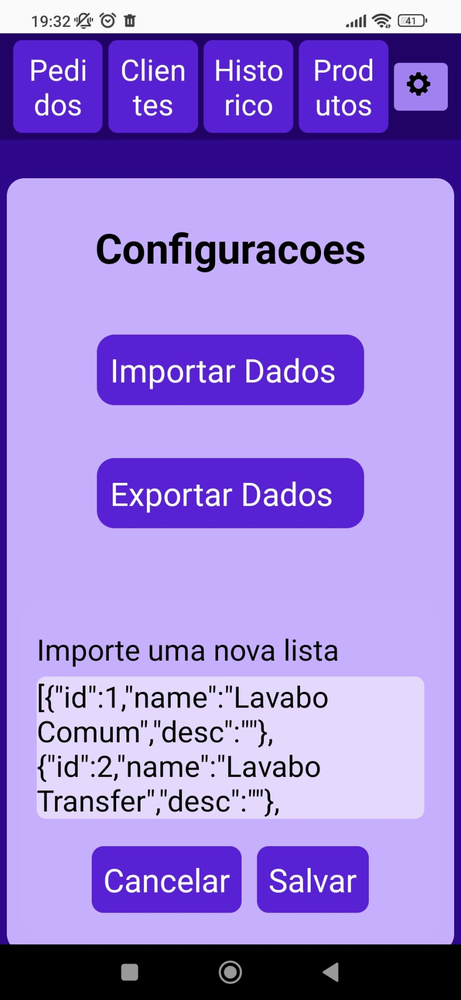 19:32
41
Pedi
dos
Clien
tes
Histo
rico
Prod
utos
Configuracoes
Importar Dados
Exportar Dados
Importe uma nova lista
[{"id":1,"name":"Lavabo
Comum","desc":""},
{"id":2,"name":"Lavabo
Transfer","desc":""},
Cancelar
Salvar